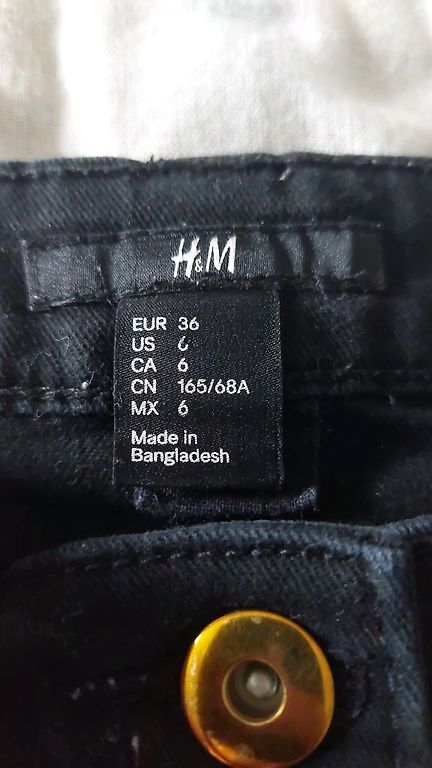 H&M
EUR 36
US 6
CA 6
CN 165/68A
MX 6
Made in
Bangladesh